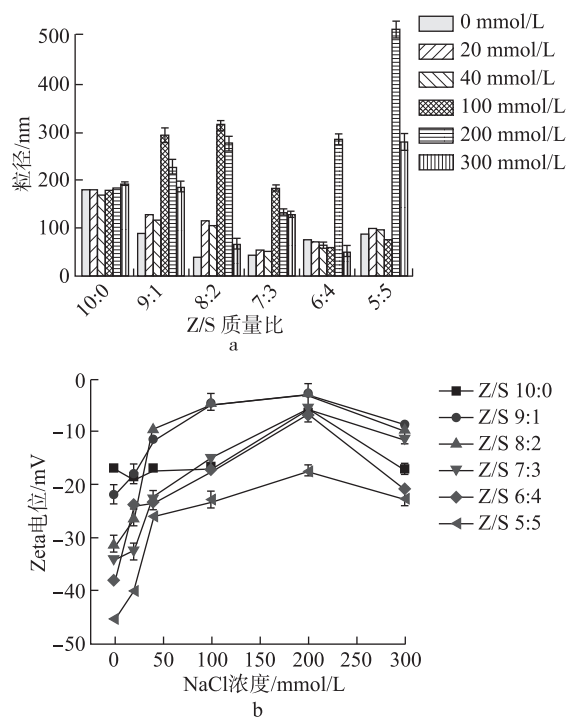 500
400
300
200
100
0
粒径/nm
0 mmol/L
20 mmol/L
40 mmol/L
100 mmol/L
200 mmol/L
300 mmol/L
10:0 9:1 8:2 7:3 6:4 5:5
Z/S 质量比
a
0
−10
−20
−30
−40
−50
Zeta电位/mV
Z/S 10:0
Z/S 9:1
Z/S 8:2
Z/S 7:3
Z/S 6:4
Z/S 5:5
0 50 100 150 200 250 300
NaCl浓度/mmol/L
b